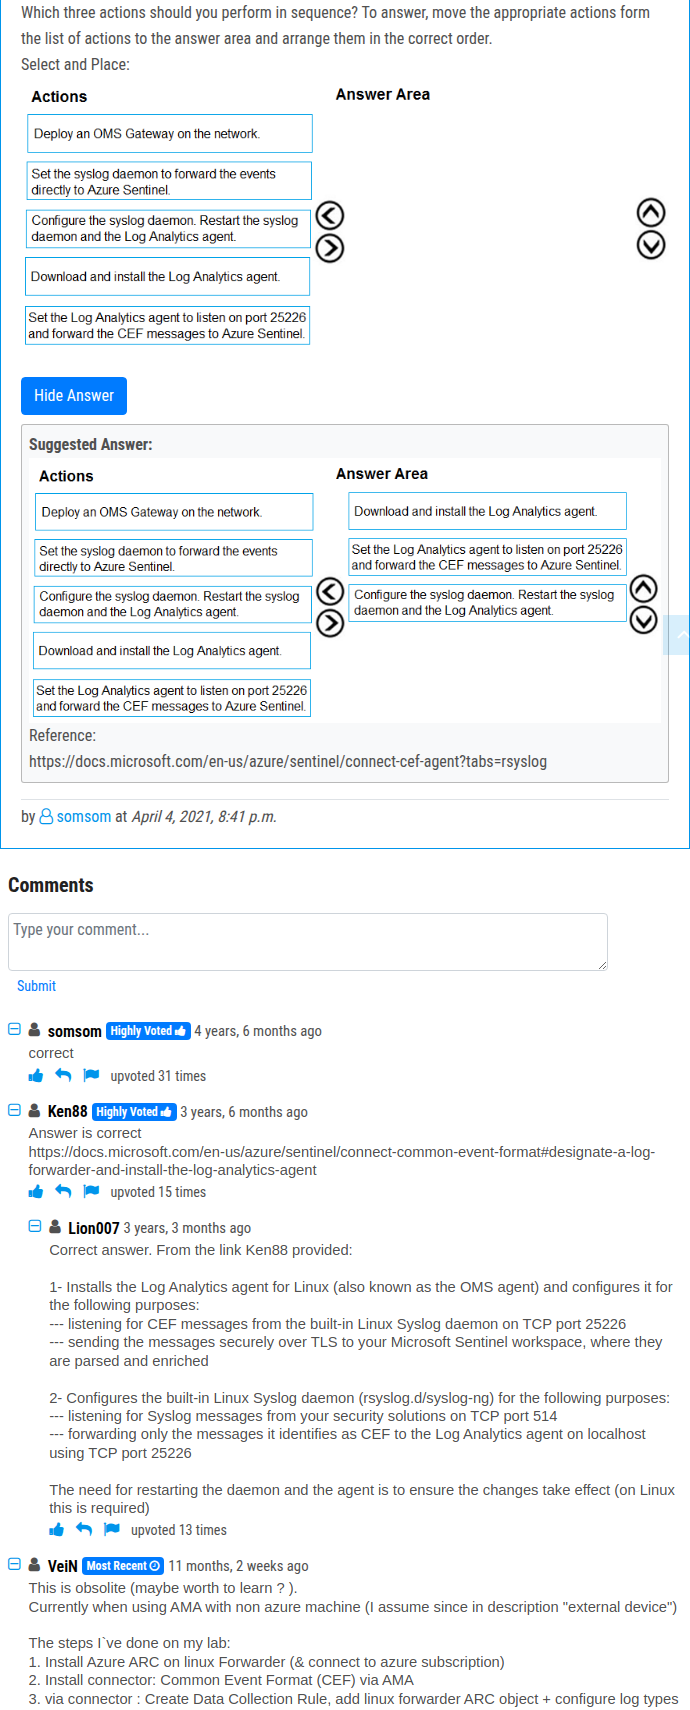 Which three actions should you perform in sequence? To answer, move the appropriate actions form
the list of actions to the answer area and arrange them in the correct order.
Select and Place:
Actions
Answer Area
Deploy an OMS Gateway on the network.
Set the syslog daemon to forward the events
directly to Azure Sentinel.
Configure the syslog daemon. Restart the syslog
daemon and the Log Analytics agent.
Download and install the Log Analytics agent.
Set the Log Analytics agent to listen on port 25226
and forward the CEF messages to Azure Sentinel.
Hide Answer
Suggested Answer:
Actions
Answer Area
Deploy an OMS Gateway on the network.
Set the syslog daemon to forward the events
directly to Azure Sentinel.
Configure the syslog daemon. Restart the syslog
daemon and the Log Analytics agent.
Download and install the Log Analytics agent.
Set the Log Analytics agent to listen on port 25226
and forward the CEF messages to Azure Sentinel.
Download and install the Log Analytics agent.
Set the Log Analytics agent to listen on port 25226
and forward the CEF messages to Azure Sentinel.
Configure the syslog daemon. Restart the syslog
daemon and the Log Analytics agent.
Reference:
https://docs.microsoft.com/en-us/azure/sentinel/connect-cef-agent?tabs=rsyslog
by somsom at April 4, 2021, 8:41 p.m.
Comments
Type your comment...
Submit
somsom Highly Voted 4 years, 6 months ago
correct
upvoted 31 times
Ken88 Highly Voted 3 years, 6 months ago
Answer is correct
https://docs.microsoft.com/en-us/azure/sentinel/connect-common-event-format#designate-a-log-
forwarder-and-install-the-log-analytics-agent
upvoted 15 times
Lion007 3 years, 3 months ago
Correct answer. From the link Ken88 provided:
1- Installs the Log Analytics agent for Linux (also known as the OMS agent) and configures it for
the following purposes:
--- listening for CEF messages from the built-in Linux Syslog daemon on TCP port 25226
--- sending the messages securely over TLS to your Microsoft Sentinel workspace, where they
are parsed and enriched
2- Configures the built-in Linux Syslog daemon (rsyslog.d/syslog-ng) for the following purposes:
--- listening for Syslog messages from your security solutions on TCP port 514
--- forwarding only the messages it identifies as CEF to the Log Analytics agent on localhost
using TCP port 25226
The need for restarting the daemon and the agent is to ensure the changes take effect (on Linux
this is required)
upvoted 13 times
VeiN Most Recent 11 months, 2 weeks ago
This is obsolite (maybe worth to learn ? ).
Currently when using AMA with non azure machine (I assume since in description "external device")
The steps I`ve done on my lab:
1. Install Azure ARC on linux Forwarder (& connect to azure subscription)
2. Install connector: Common Event Format (CEF) via AMA
3. via connector : Create Data Collection Rule, add linux forwarder ARC object + configure log types